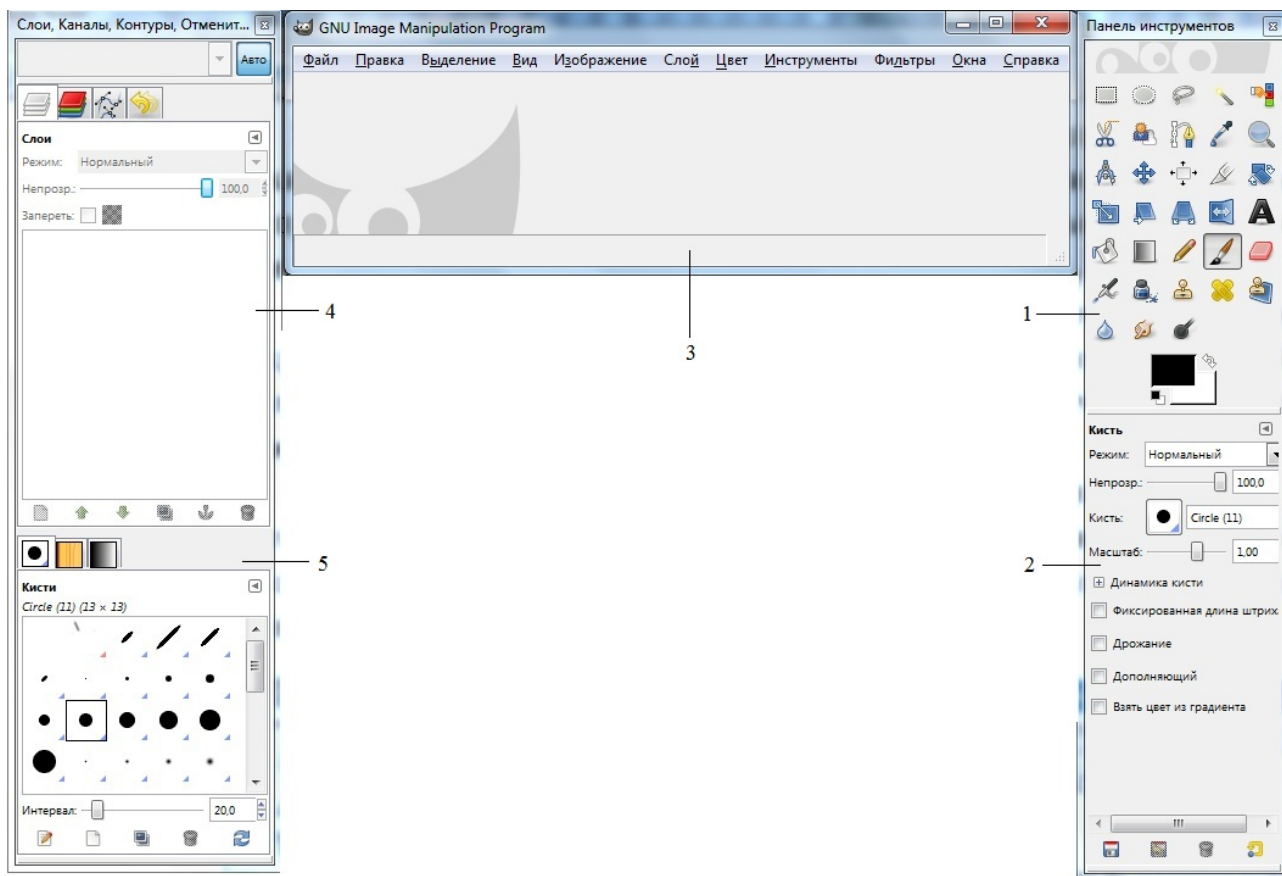 Слои, Каналы, Контуры, Отменит...
Авто
Слои
Режим: Нормальный
Непрозр.: 100,0
Запереть:
4
5
Кисти
Circle (11) (13 × 13)
Интервал: 20,0
GNU Image Manipulation Program
Файл Правка Выделение Вид Изображение Слой Цвет Инструменты Фильтры Окна Справка
3
Панель инструментов
1
Кисть
Режим: Нормальный
Непрозр.: 100,0
Кисть: Circle (11)
Масштаб: 1,00
2
Динамика кисти
Фиксированная длина штрих
Дрожание
Дополняющий
Взять цвет из градиента